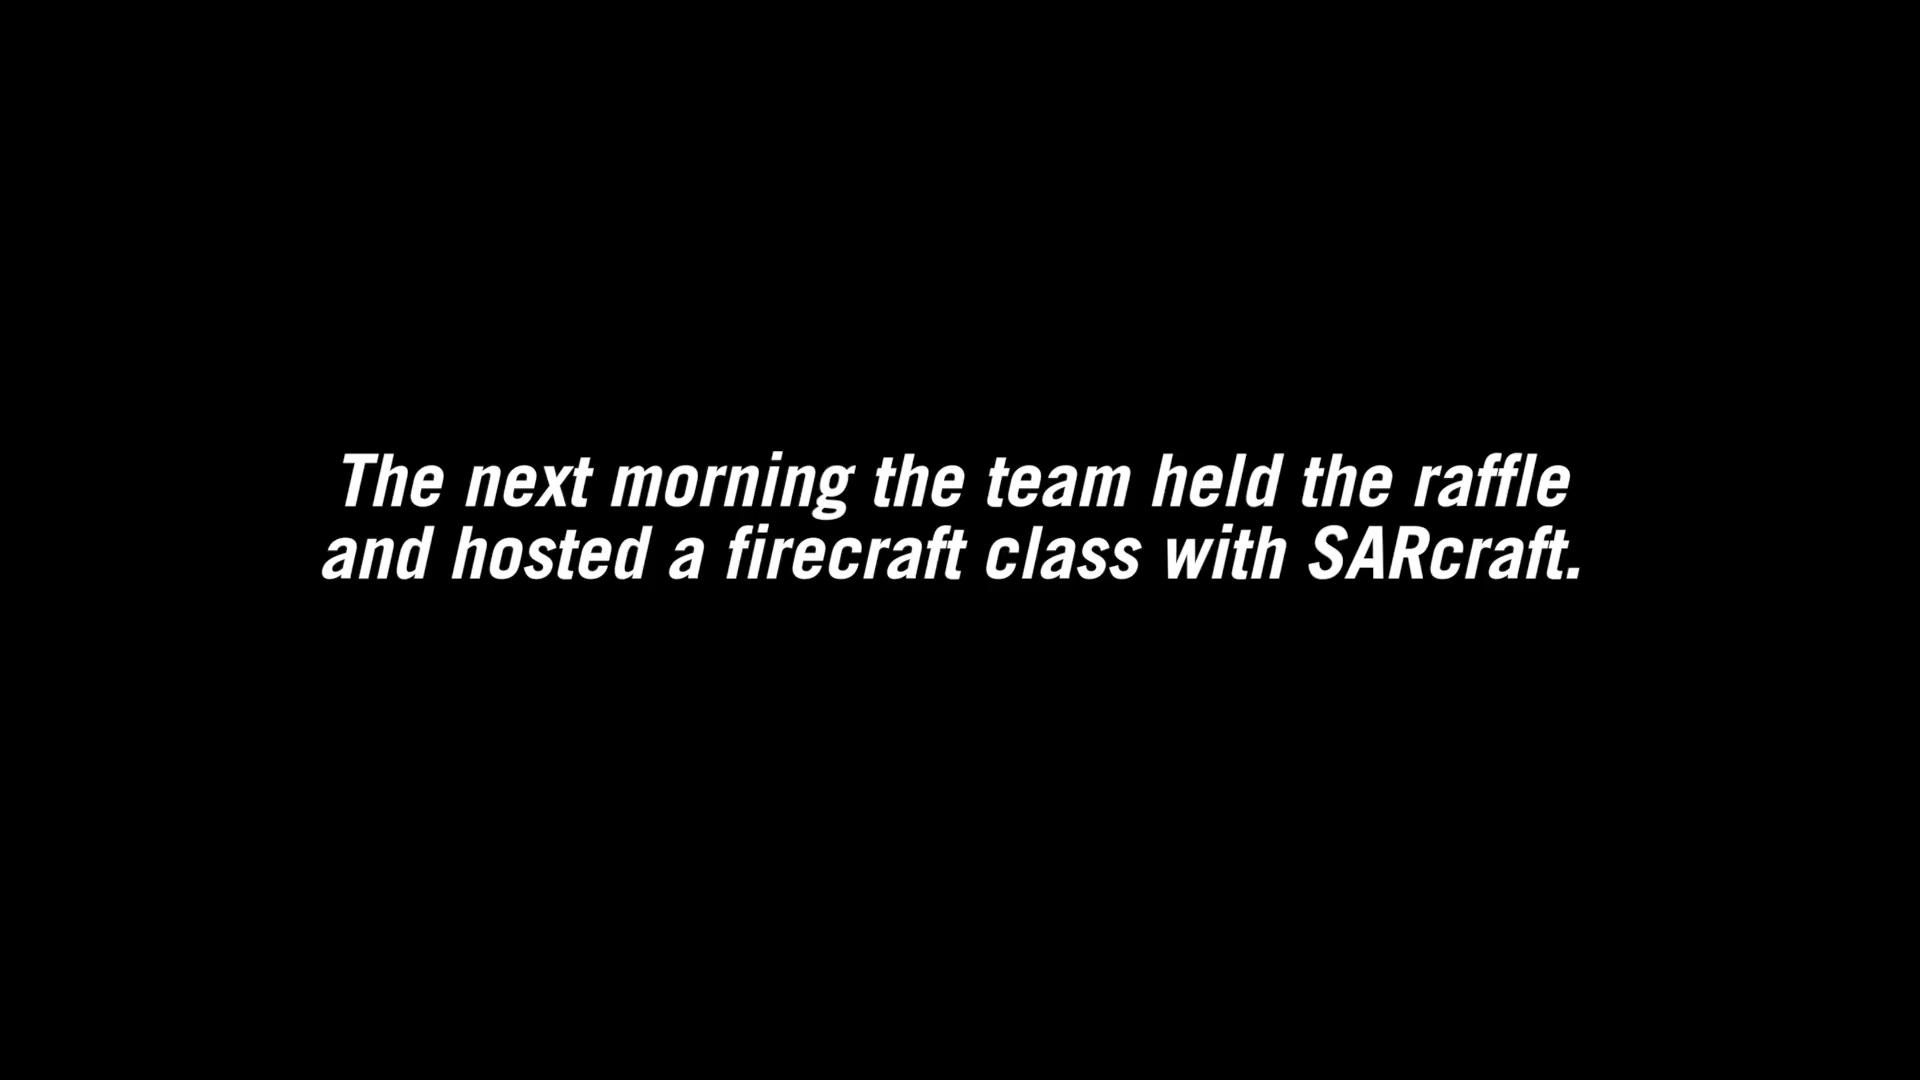 The next morning the team held the raffle
and hosted a firecraft class with SARcraft.